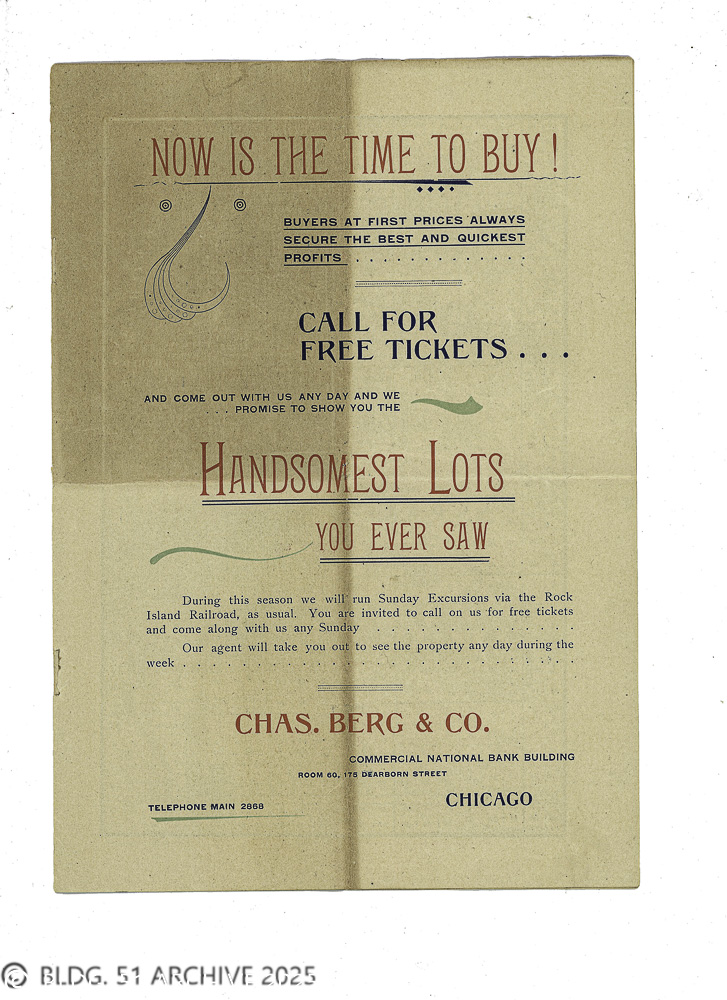 NOW IS THE TIME TO BUY!
BUYERS AT FIRST PRICES ALWAYS
SECURE THE BEST AND QUICKEST
PROFITS . . . . . . . . . . . . .
CALL FOR
FREE TICKETS . . .
AND COME OUT WITH US ANY DAY AND WE
. . . PROMISE TO SHOW YOU THE
HANDSOMEST LOTS
YOU EVER SAW
During this season we will run Sunday Excursions via the Rock
Island Railroad, as usual. You are invited to call on us for free tickets
and come along with us any Sunday . . . . . . . . . . . . . . .
Our agent will take you out to see the property any day during the
week . . . . . . . . . . . . . . . . . . . . . . . . . . .
CHAS. BERG & CO.
COMMERCIAL NATIONAL BANK BUILDING
ROOM 60, 175 DEARBORN STREET
TELEPHONE MAIN 2868
CHICAGO
© BLDG. 51 ARCHIVE 2025